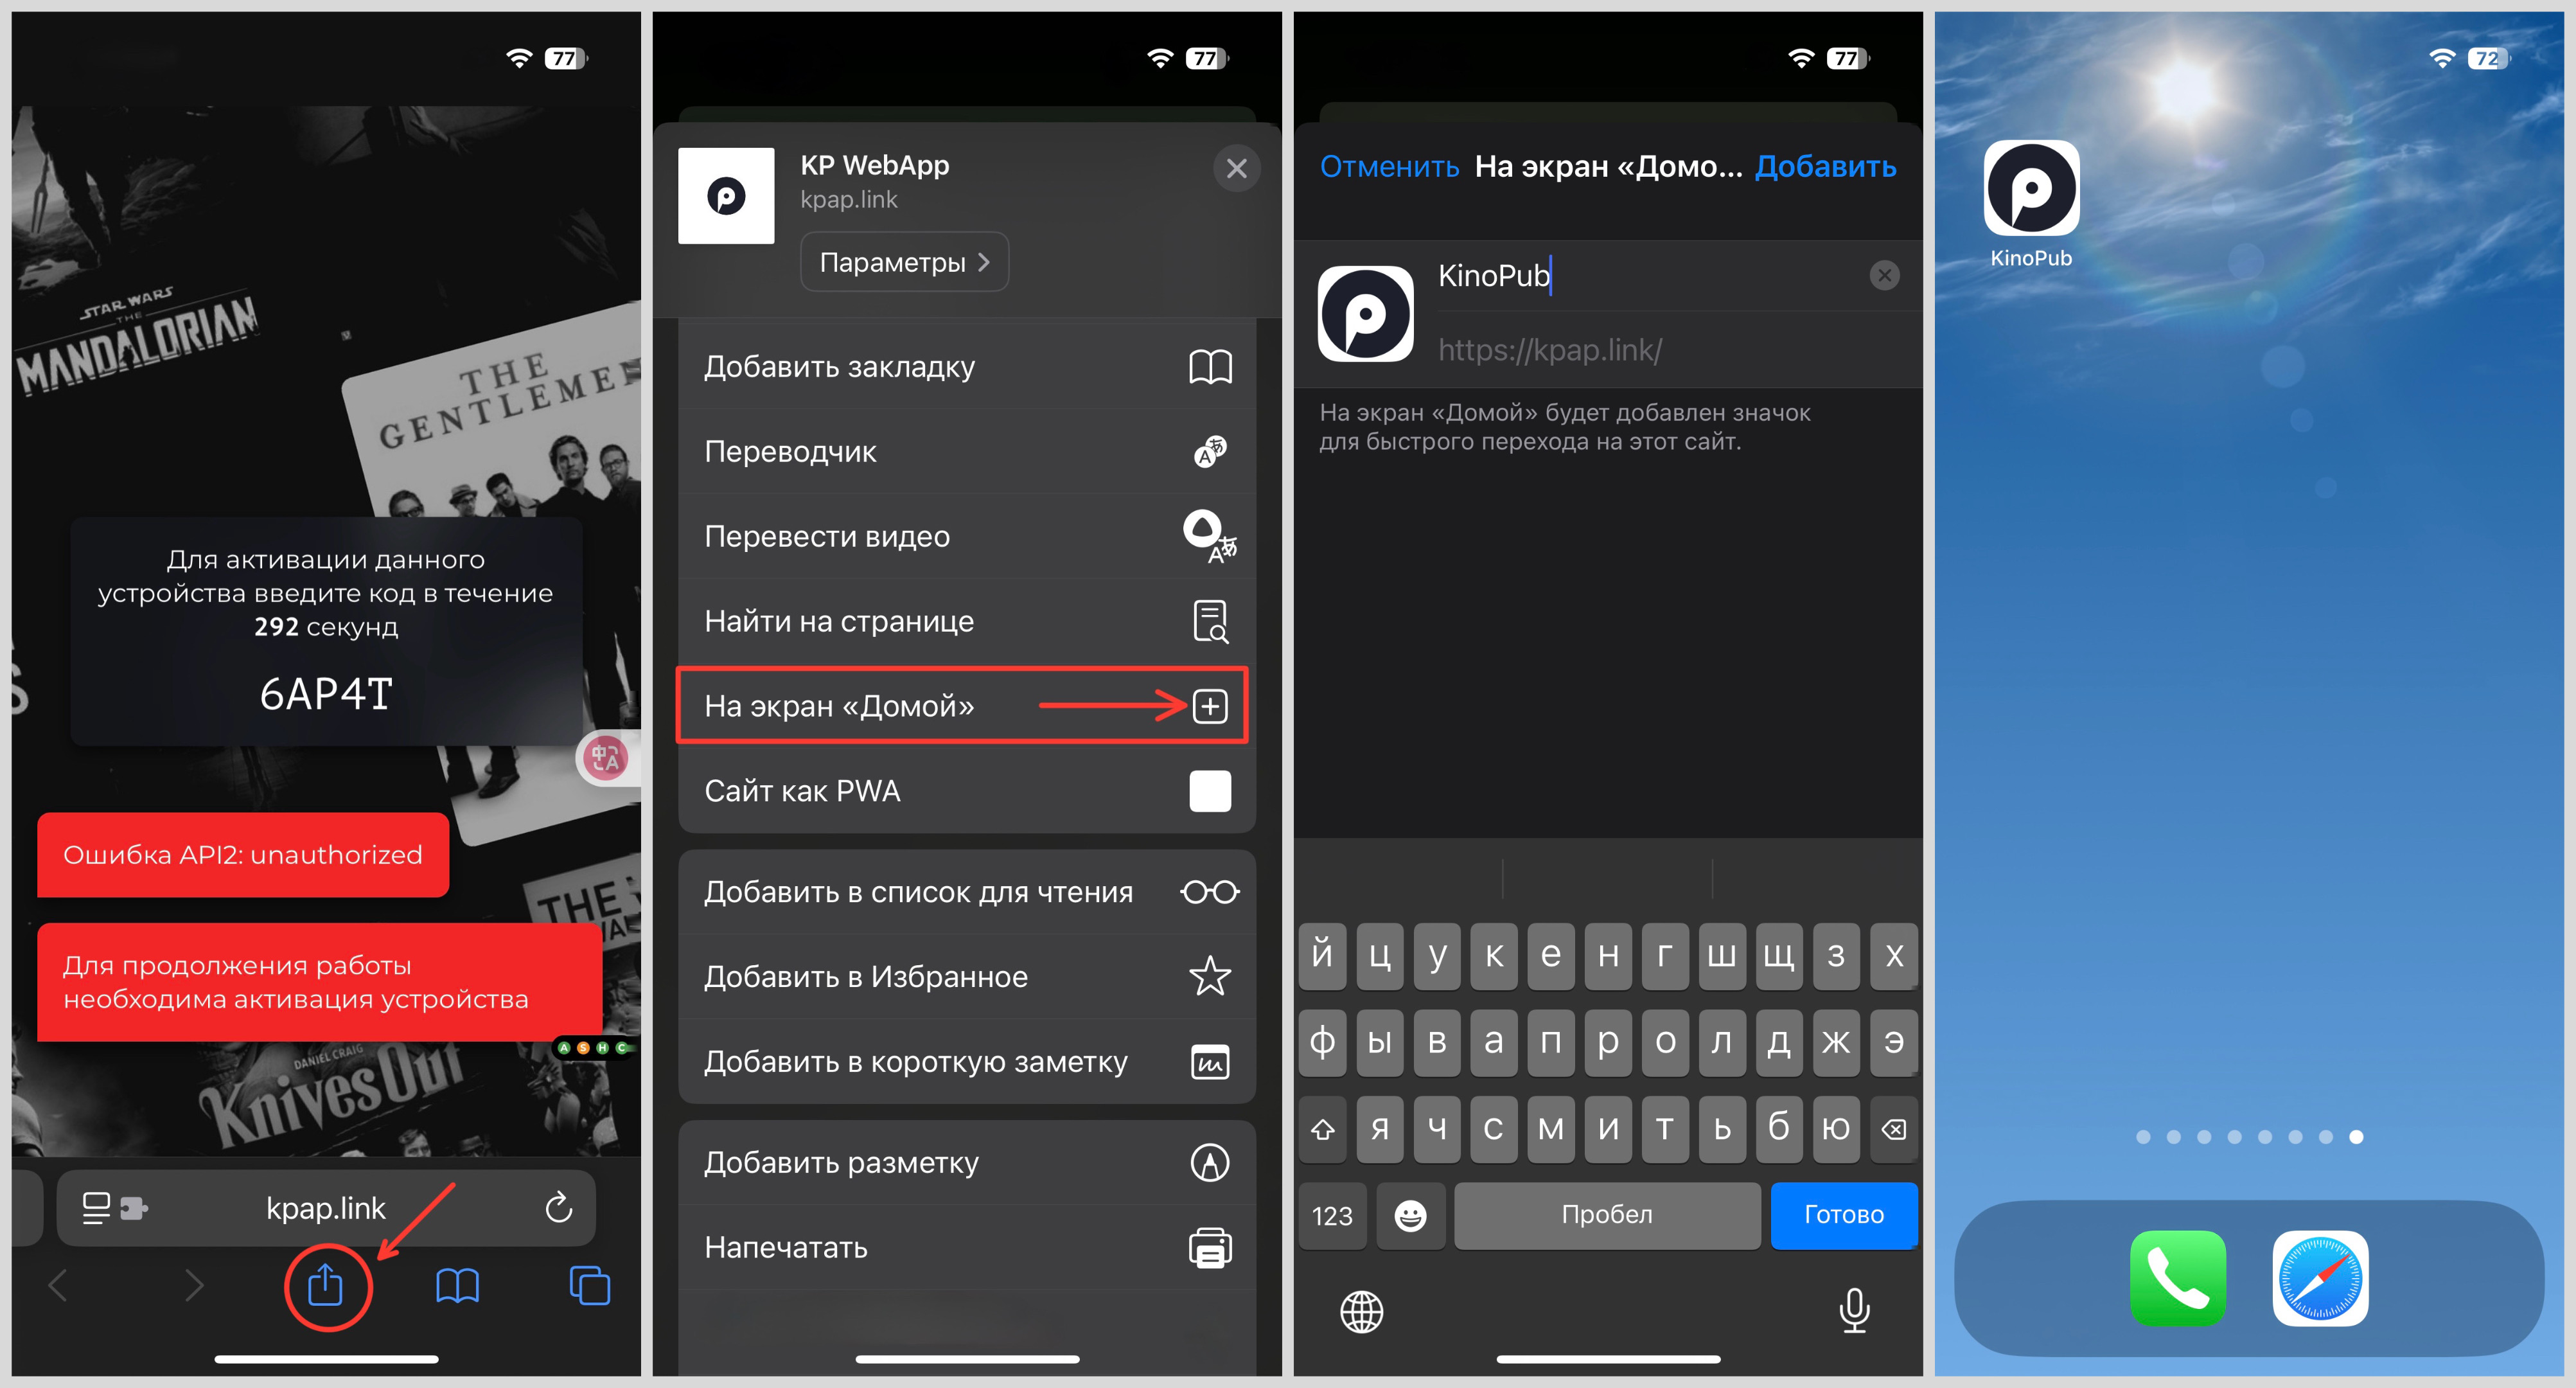 77
STAR WARS
THE
MANDALORIAN
THE
GENTLEMEN
Для активации данного
устройства введите код в течение
292 секунд
6AP4T
Ошибка API2: unauthorized
Для продолжения работы
необходима активация устройства
A S H C
THE
DANIEL CRAIG
Knives Out
kpap.link
77
KP WebApp
kpap.link
Параметры
Добавить закладку
Переводчик
Перевести видео
Найти на странице
На экран «Домой»
Сайт как PWA
Добавить в список для чтения
Добавить в Избранное
Добавить в короткую заметку
Добавить разметку
Напечатать
77
Отменить На экран «Домо... Добавить
KinoPub
https://kpap.link/
На экран «Домой» будет добавлен значок
для быстрого перехода на этот сайт.
й ц у к е н г ш щ з х
ф ы в а п р о л д ж э
я ч с м и т ь б ю
123 Пробел Готово
72
KinoPub